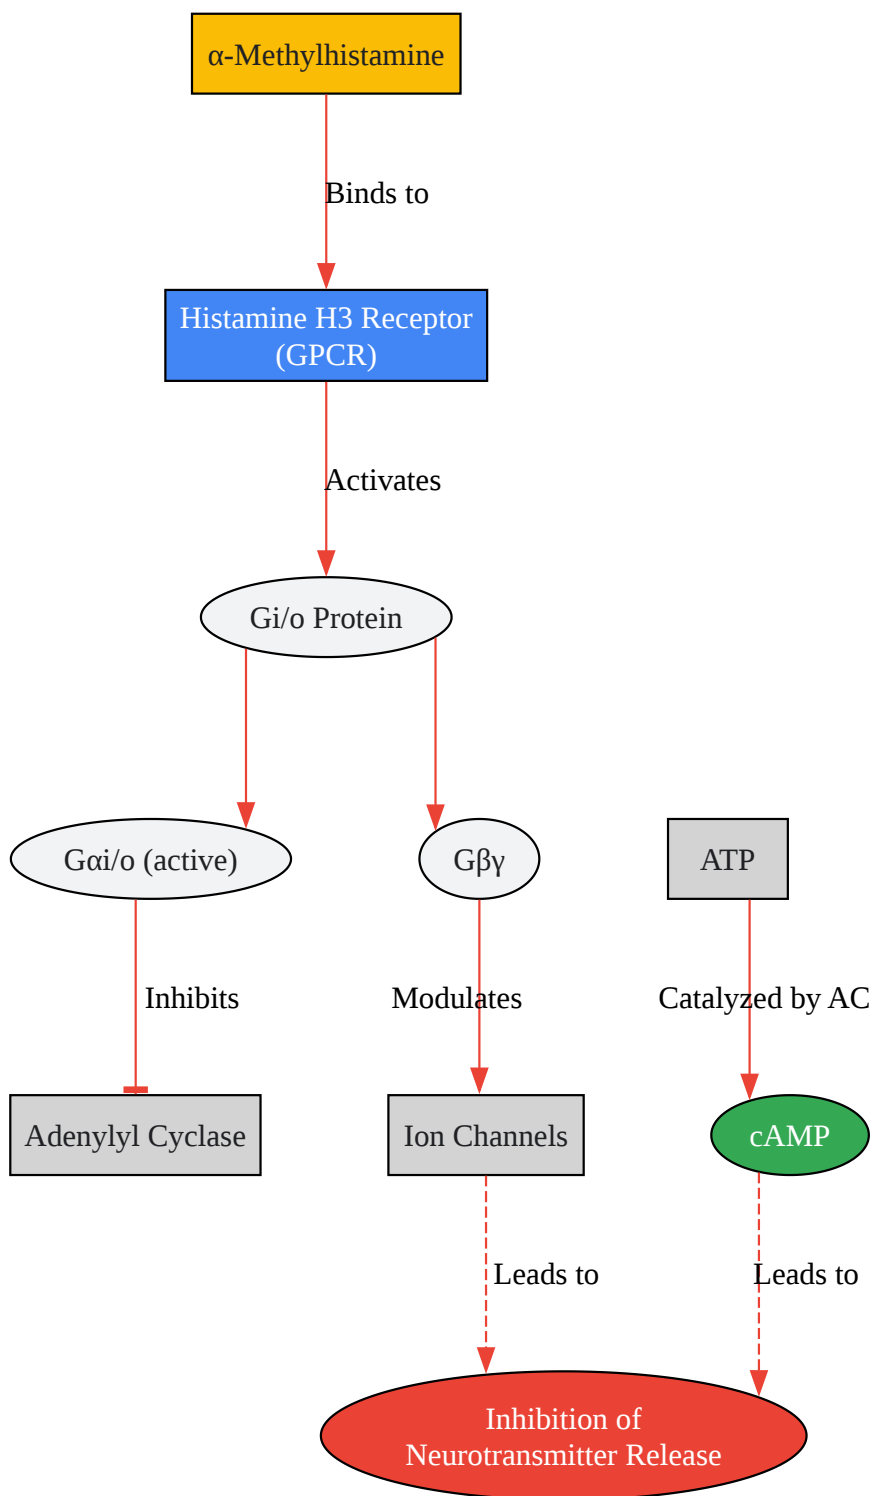 α-Methylhistamine
Binds to
Histamine H3 Receptor
(GPCR)
Activates
Gi/o Protein
Gαi/o (active)
Gβγ
ATP
Inhibits
Modulates
Catalyzed by AC
Adenylyl Cyclase
Ion Channels
cAMP
Leads to
Leads to
Inhibition of
Neurotransmitter Release